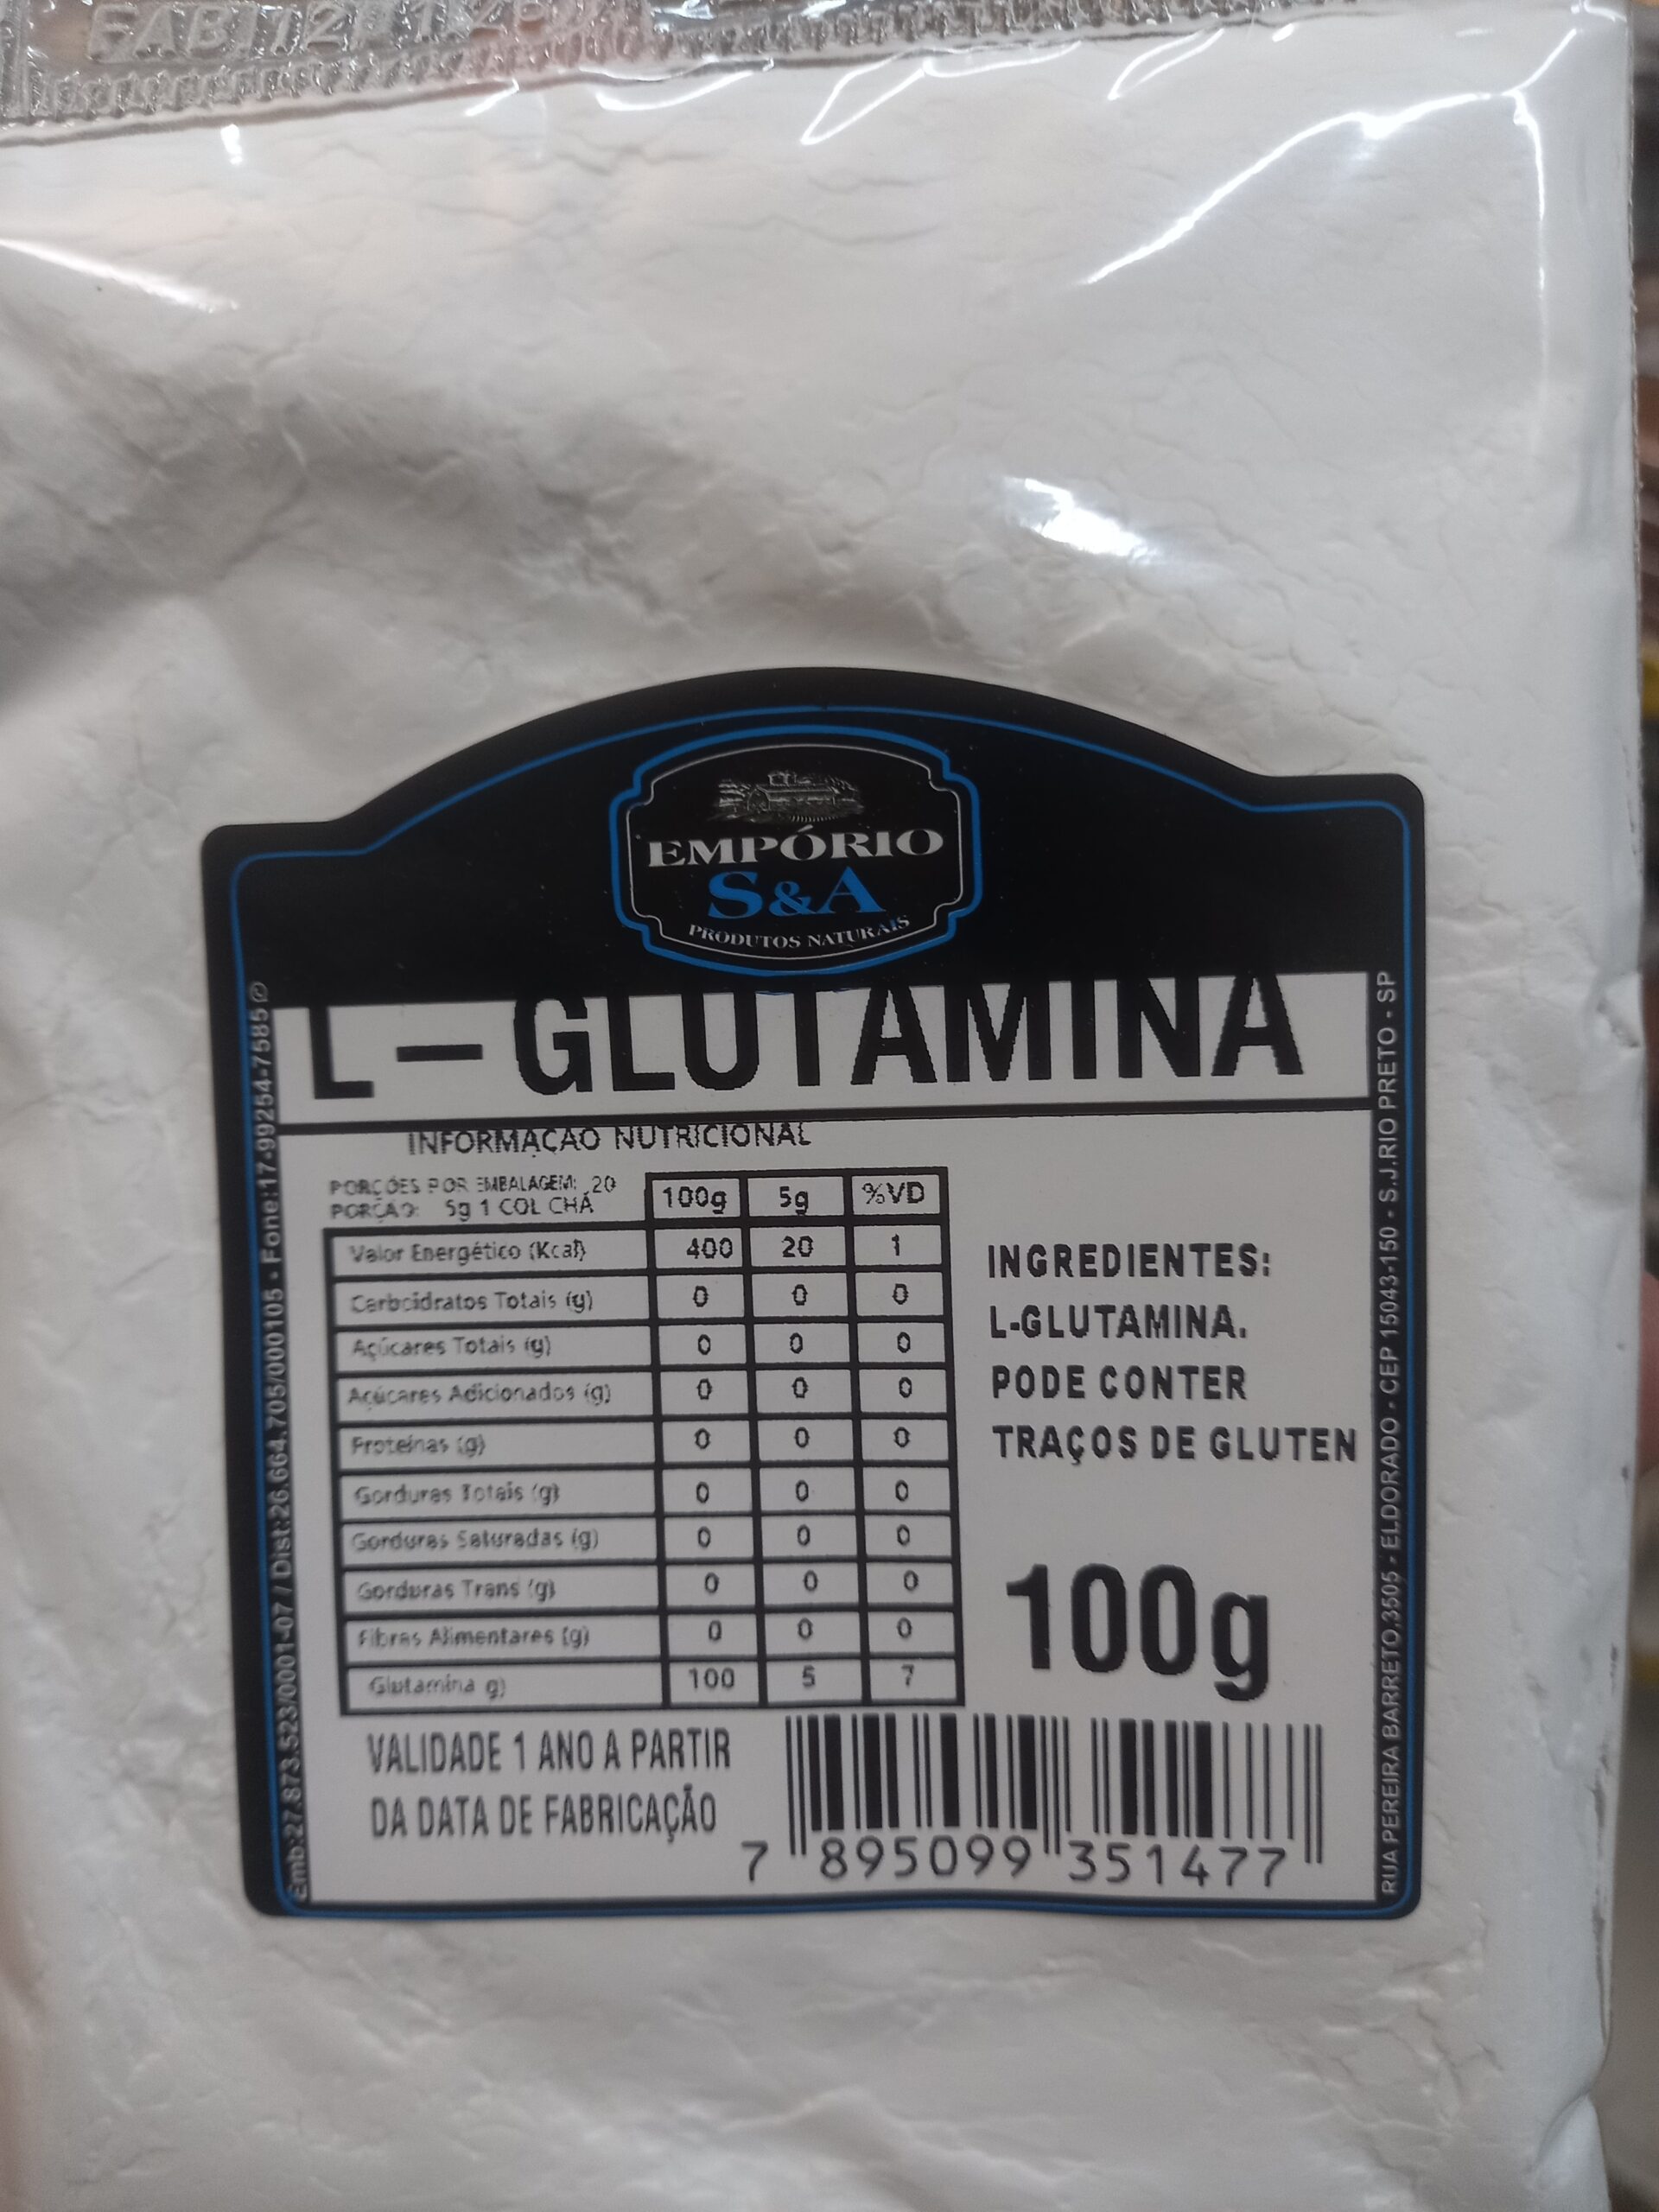 EMPÓRIO
S&A
PRODUTOS NATURAIS
L - GLUTAMINA
INFORMAÇÃO NUTRICIONAL
PORÇÕES POR EMBALAGEM: 20
PORÇÃO: 5g 1 COL CHÁ
100g 5g %VD
Valor Energético (Kcal) 400 20 1
Carboidratos Totais (g) 0 0 0
Açúcares Totais (g) 0 0 0
Açúcares Adicionados (g) 0 0 0
Proteínas (g) 0 0 0
Gorduras Totais (g) 0 0 0
Gorduras Saturadas (g) 0 0 0
Gorduras Trans (g) 0 0 0
Fibras Alimentares (g) 0 0 0
Glutamina g) 100 5 7
INGREDIENTES:
L-GLUTAMINA.
PODE CONTER
TRAÇOS DE GLUTEN
100g
VALIDADE 1 ANO A PARTIR
DA DATA DE FABRICAÇÃO
7 895099 351477
Emb:27.873.523/0001-07 / Dist:26.664.705/000105 - Fone:17-99254-7585
RUA PEREIRA BARRETO,3505 - ELDORADO - CEP 15043-150 - S.J.RIO PRETO - SP